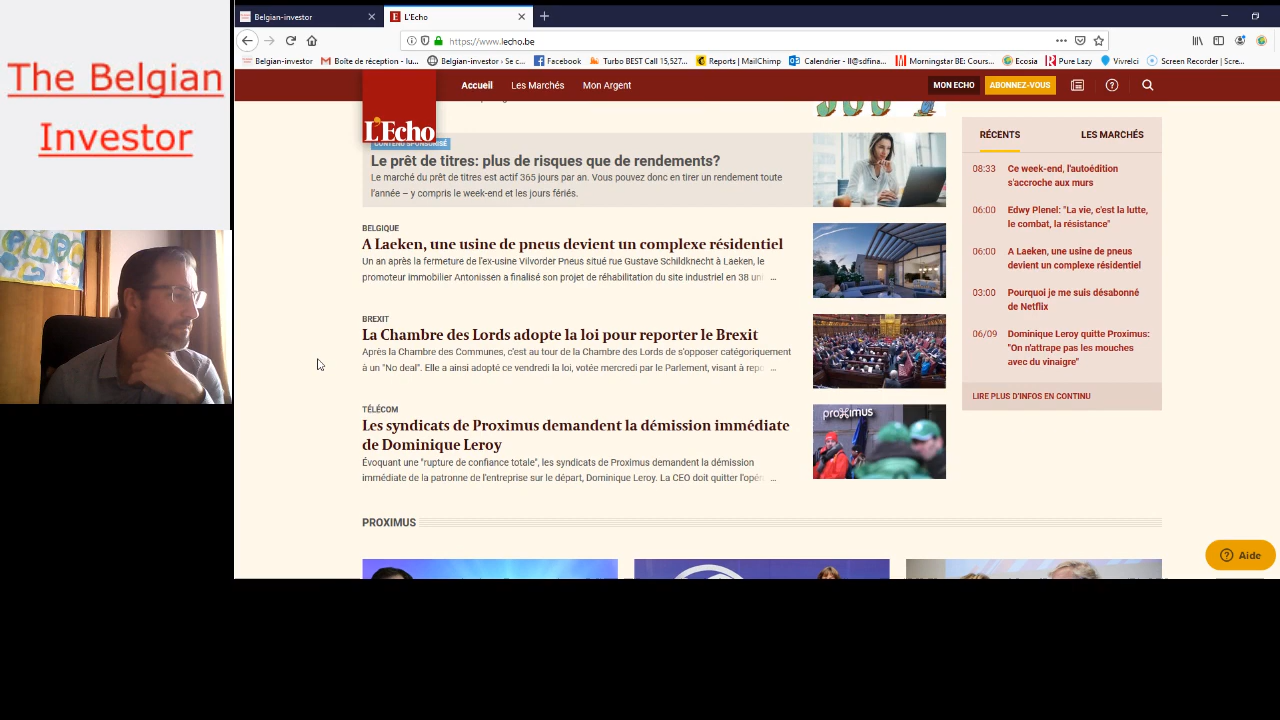 The Belgian
Investor
Belgian-investor
L'Echo
https://www.lecho.be
Belgian-investor
Boîte de réception - lu...
Belgian-investor › Se c...
Facebook
Turbo BEST Call 15,527...
Reports | MailChimp
Calendrier - ll@sdfina...
Morningstar BE: Cours...
Ecosia
Pure Lazy
Vivrelci
Screen Recorder | Scre...
L'Echo
Accueil
Les Marchés
Mon Argent
MON ECHO
ABONNEZ-VOUS
CONTENU SPONSORISÉ
Le prêt de titres: plus de risques que de rendements?
Le marché du prêt de titres est actif 365 jours par an. Vous pouvez donc en tirer un rendement toute
l'année – y compris le week-end et les jours fériés.
BELGIQUE
A Laeken, une usine de pneus devient un complexe résidentiel
Un an après la fermeture de l'ex-usine Vilvorder Pneus situé rue Gustave Schildknecht à Laeken, le
promoteur immobilier Antonissen a finalisé son projet de réhabilitation du site industriel en 38 uni ...
BREXIT
La Chambre des Lords adopte la loi pour reporter le Brexit
Après la Chambre des Communes, c'est au tour de la Chambre des Lords de s'opposer catégoriquement
à un "No deal". Elle a ainsi adopté ce vendredi la loi, votée mercredi par le Parlement, visant à repo ...
TÉLÉCOM
Les syndicats de Proximus demandent la démission immédiate
de Dominique Leroy
Évoquant une "rupture de confiance totale", les syndicats de Proximus demandent la démission
immédiate de la patronne de l'entreprise sur le départ, Dominique Leroy. La CEO doit quitter l'opér ...
proximus
PROXIMUS
RÉCENTS
LES MARCHÉS
08:33 Ce week-end, l'autoédition
s'accroche aux murs
06:00 Edwy Plenel: "La vie, c'est la lutte,
le combat, la résistance"
06:00 A Laeken, une usine de pneus
devient un complexe résidentiel
03:00 Pourquoi je me suis désabonné
de Netflix
06/09 Dominique Leroy quitte Proximus:
"On n'attrape pas les mouches
avec du vinaigre"
LIRE PLUS D'INFOS EN CONTINU
Aide